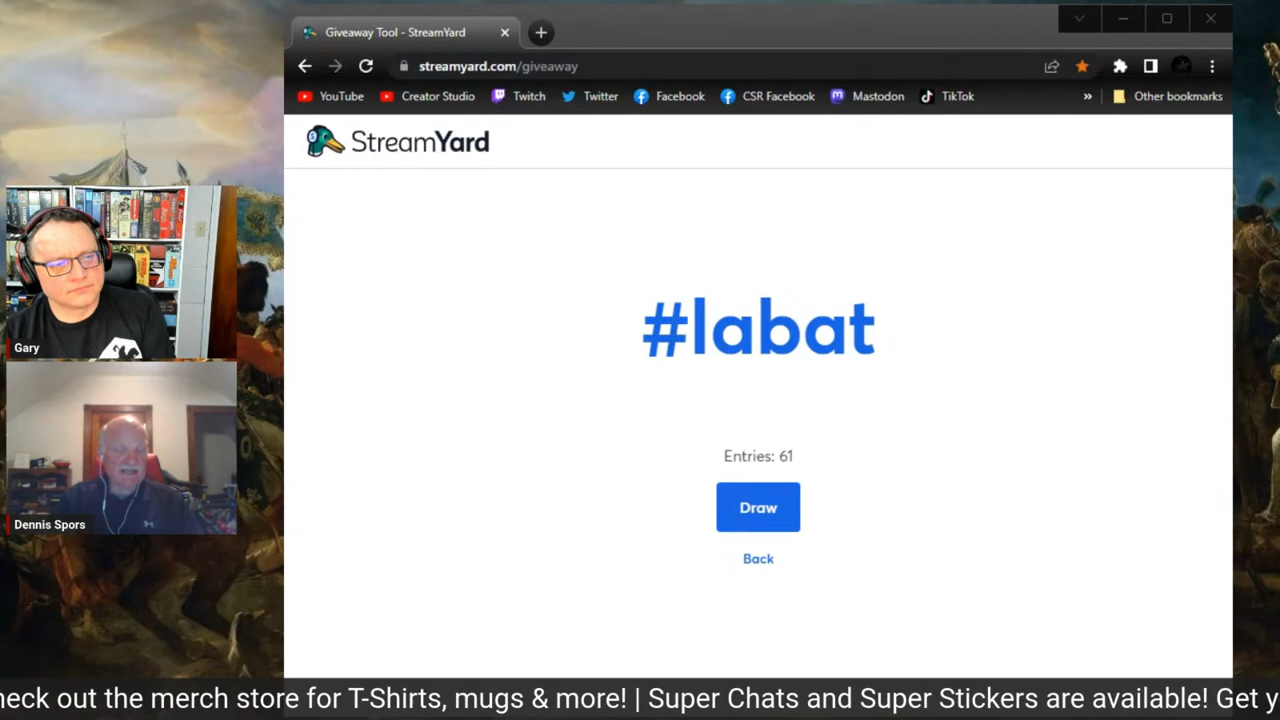 Giveaway Tool - StreamYard
streamyard.com/giveaway
YouTube Creator Studio Twitch Twitter Facebook CSR Facebook Mastodon TikTok » Other bookmarks
StreamYard
#labat
Entries: 61
Draw
Back
Gary
Dennis Spors
heck out the merch store for T-Shirts, mugs & more! | Super Chats and Super Stickers are available! Get y